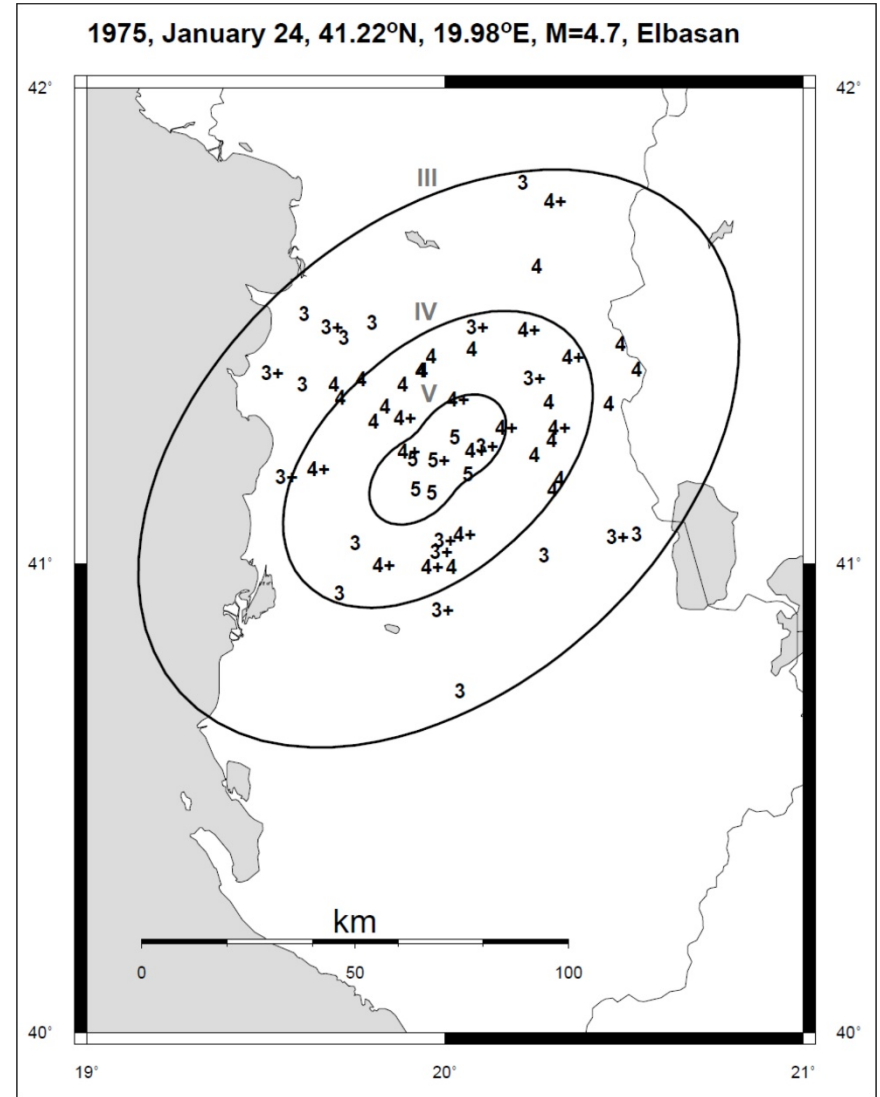 1975, January 24, 41.22°N, 19.98°E, M=4.7, Elbasan
42˚ 42˚
III
3
4+
4
IV
3
3+ 3 3+ 4+
3
4 4
4 4+
3+ 4 4
3+ 3 4 4 4 3+
V
4 4+ 4 4
4
4 4+ 4+ 4+
5 4
4+ 4+ 3+
5 5+ 4
3+ 4+ 5 4
5 5 4
4+ 3+ 3
3 3+
3+ 3
41˚ 4+ 4+ 4 41˚
3
3+
3
km
0 50 100
40˚ 40˚
19˚ 20˚ 21˚